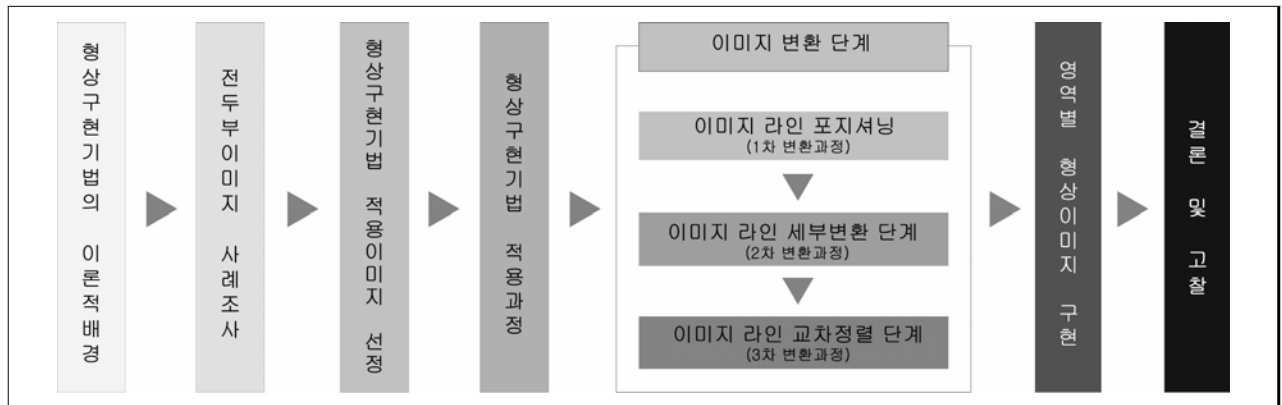 형상구현기법의 이론적배경
전두부이미지 사례조사
형상구현기법 적용이미지 선정
형상구현기법 적용과정
이미지 변환 단계
이미지 라인 포지셔닝
(1차 변환과정)
이미지 라인 세부변환 단계
(2차 변환과정)
이미지 라인 교차정렬 단계
(3차 변환과정)
영역별 형상이미지 구현
결론 및 고찰